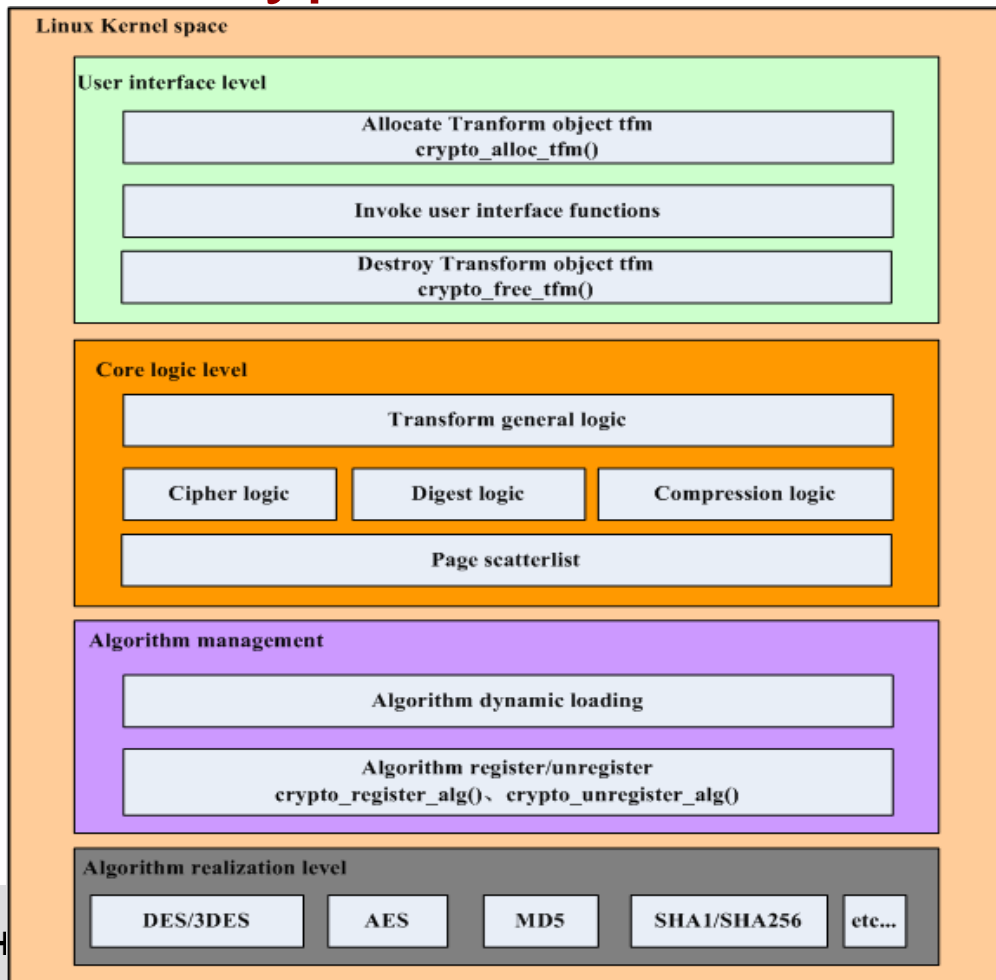 Linux Kernel space
User interface level
Allocate Tranform object tfm
crypto_alloc_tfm()
Invoke user interface functions
Destroy Transform object tfm
crypto_free_tfm()
Core logic level
Transform general logic
Cipher logic
Digest logic
Compression logic
Page scatterlist
Algorithm management
Algorithm dynamic loading
Algorithm register/unregister
crypto_register_alg()、crypto_unregister_alg()
Algorithm realization level
DES/3DES
AES
MD5
SHA1/SHA256
etc...